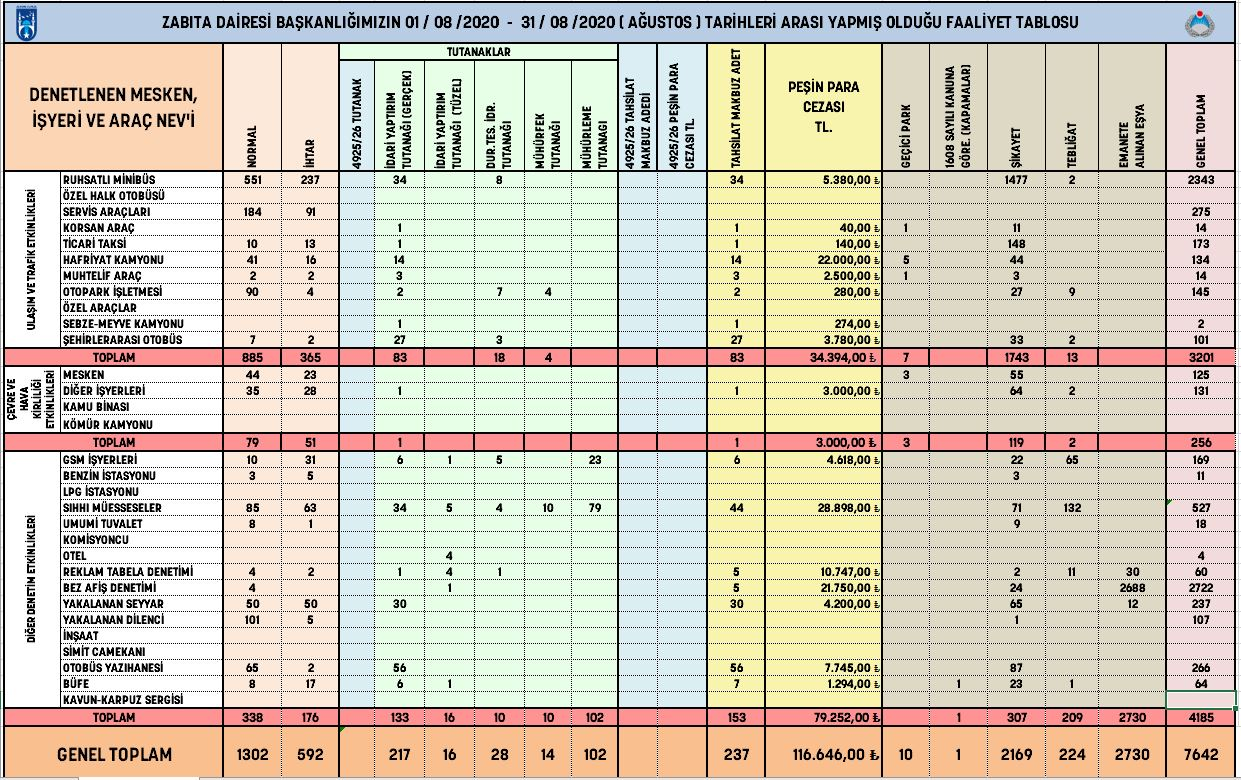 ZABITA DAİRESİ BAŞKANLIĞIMIZIN 01 / 08 /2020 - 31 / 08 /2020 ( AĞUSTOS ) TARİHLERİ ARASI YAPMIŞ OLDUĞU FAALİYET TABLOSU
DENETLENEN MESKEN, İŞYERİ VE ARAÇ NEV'İ
NORMAL
İHTAR
TUTANAKLAR
4925/26 TUTANAK
İDARİ YAPTIRIM TUTANAĞI (GERÇEK)
İDARİ YAPTIRIM TUTANAĞI (TÜZEL)
DUR.TES. İDR. TUTANAĞI
MÜHÜRFEK TUTANAĞI
MÜHÜRLEME TUTANAGI
4925/26 TAHSİLAT MAKBUZ ADEDİ
4925/26 PEŞİN PARA CEZASI TL
TAHSİLAT MAKBUZ ADET
PEŞİN PARA CEZASI TL.
GEÇİCİ PARK
1608 SAYILI KANUNA GÖRE. (KAPAMALAR)
ŞİKAYET
TEBLİĞAT
EMANETE ALINAN EŞYA
GENEL TOPLAM
ULAŞIM VE TRAFİK ETKİNLİKLERİ
RUHSATLI MİNİBÜS 551 237 34 8 34 5.380,00 ₺ 1477 2 2343
ÖZEL HALK OTOBÜSÜ
SERVİS ARAÇLARI 184 91 275
KORSAN ARAÇ 1 1 40,00 ₺ 1 11 14
TİCARİ TAKSİ 10 13 1 1 140,00 ₺ 148 173
HAFRİYAT KAMYONU 41 16 14 14 22.000,00 ₺ 5 44 134
MUHTELİF ARAÇ 2 2 3 3 2.500,00 ₺ 1 3 14
OTOPARK İŞLETMESİ 90 4 2 7 4 2 280,00 ₺ 27 9 145
ÖZEL ARAÇLAR
SEBZE-MEYVE KAMYONU 1 1 274,00 ₺ 2
ŞEHİRLERARASI OTOBÜS 7 2 27 3 27 3.780,00 ₺ 33 2 101
TOPLAM 885 365 83 18 4 83 34.394,00 ₺ 7 1743 13 3201
ÇEVRE VE HAVA KİRLİLİĞİ ETKİNLİKLERİ
MESKEN 44 23 3 55 125
DİĞER İŞYERLERİ 35 28 1 1 3.000,00 ₺ 64 2 131
KAMU BİNASI
KÖMÜR KAMYONU
TOPLAM 79 51 1 1 3.000,00 ₺ 3 119 2 256
DİĞER DENETİM ETKİNLİKLERİ
GSM İŞYERLERİ 10 31 6 1 5 23 6 4.618,00 ₺ 22 65 169
BENZİN İSTASYONU 3 5 3 11
LPG İSTASYONU
SIHHI MÜESSESELER 85 63 34 5 4 10 79 44 28.898,00 ₺ 71 132 527
UMUMİ TUVALET 8 1 9 18
KOMİSYONCU
OTEL 4 4
REKLAM TABELA DENETİMİ 4 2 1 4 1 5 10.747,00 ₺ 2 11 30 60
BEZ AFİŞ DENETİMİ 4 1 5 21.750,00 ₺ 24 2688 2722
YAKALANAN SEYYAR 50 50 30 30 4.200,00 ₺ 65 12 237
YAKALANAN DİLENCİ 101 5 1 107
İNŞAAT
SİMİT CAMEKANI
OTOBÜS YAZIHANESİ 65 2 56 56 7.745,00 ₺ 87 266
BÜFE 8 17 6 1 7 1.294,00 ₺ 1 23 1 64
KAVUN-KARPUZ SERGİSİ
TOPLAM 338 176 133 16 10 10 102 153 79.252,00 ₺ 1 307 209 2730 4185
GENEL TOPLAM 1302 592 217 16 28 14 102 237 116.646,00 ₺ 10 1 2169 224 2730 7642